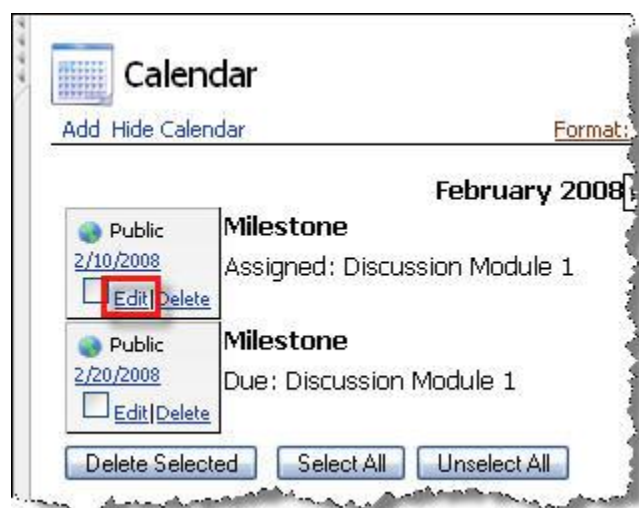 Calendar
Add Hide Calendar Format:
February 2008
Public
Milestone
2/10/2008
Assigned: Discussion Module 1
Edit|Delete
Public
Milestone
2/20/2008
Due: Discussion Module 1
Edit|Delete
Delete Selected Select All Unselect All